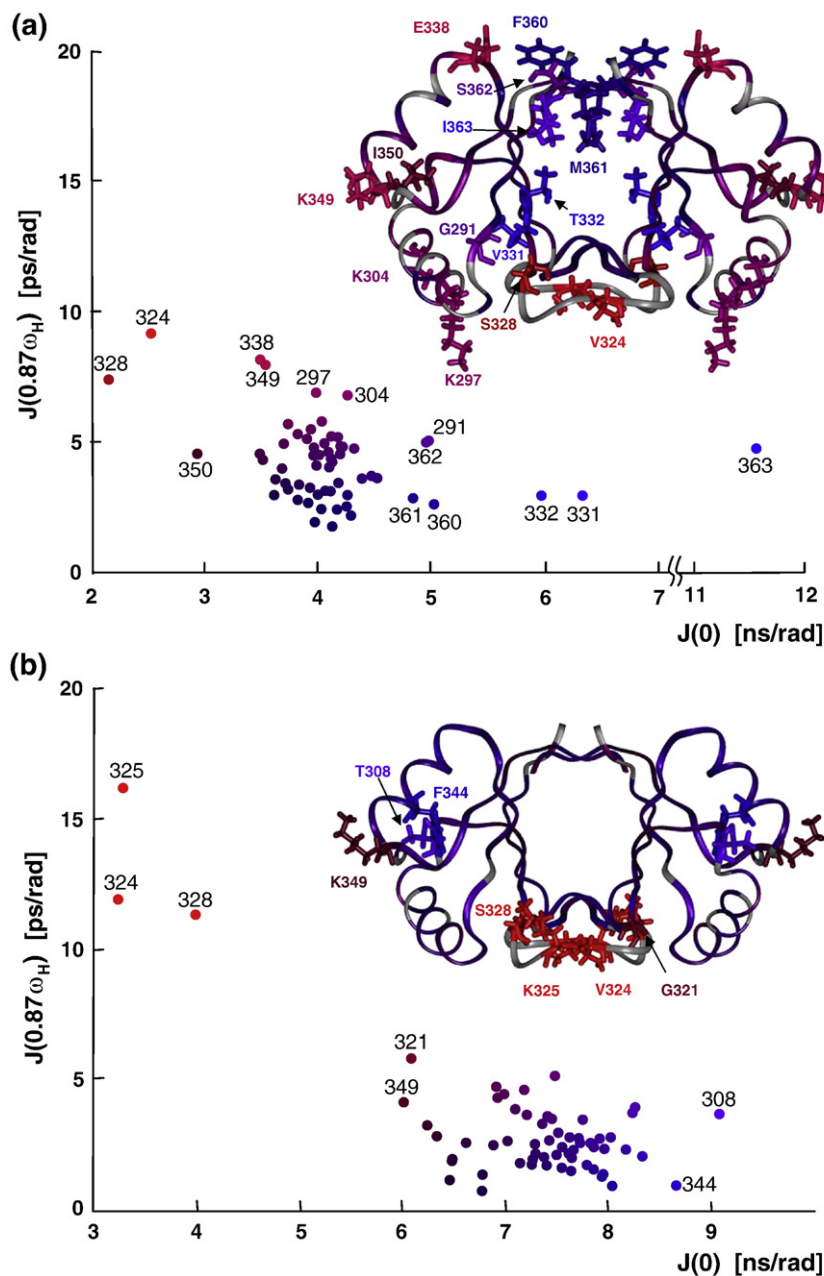 (a)
20
15
10
5
0
J(0.87ωH) [ps/rad]
2 3 4 5 6 7 11 12
J(0) [ns/rad]
E338
F360
S362
I363
M361
I350
K349
T332
G291
V331
K304
S328
V324
K297
324
328
338
349
297
304
350
291
362
361
360
332
331
363
(b)
20
15
10
5
0
J(0.87ωH) [ps/rad]
3 4 5 6 7 8 9
J(0) [ns/rad]
T308
F344
K349
S328
K325
V324
G321
325
324
328
321
349
308
344